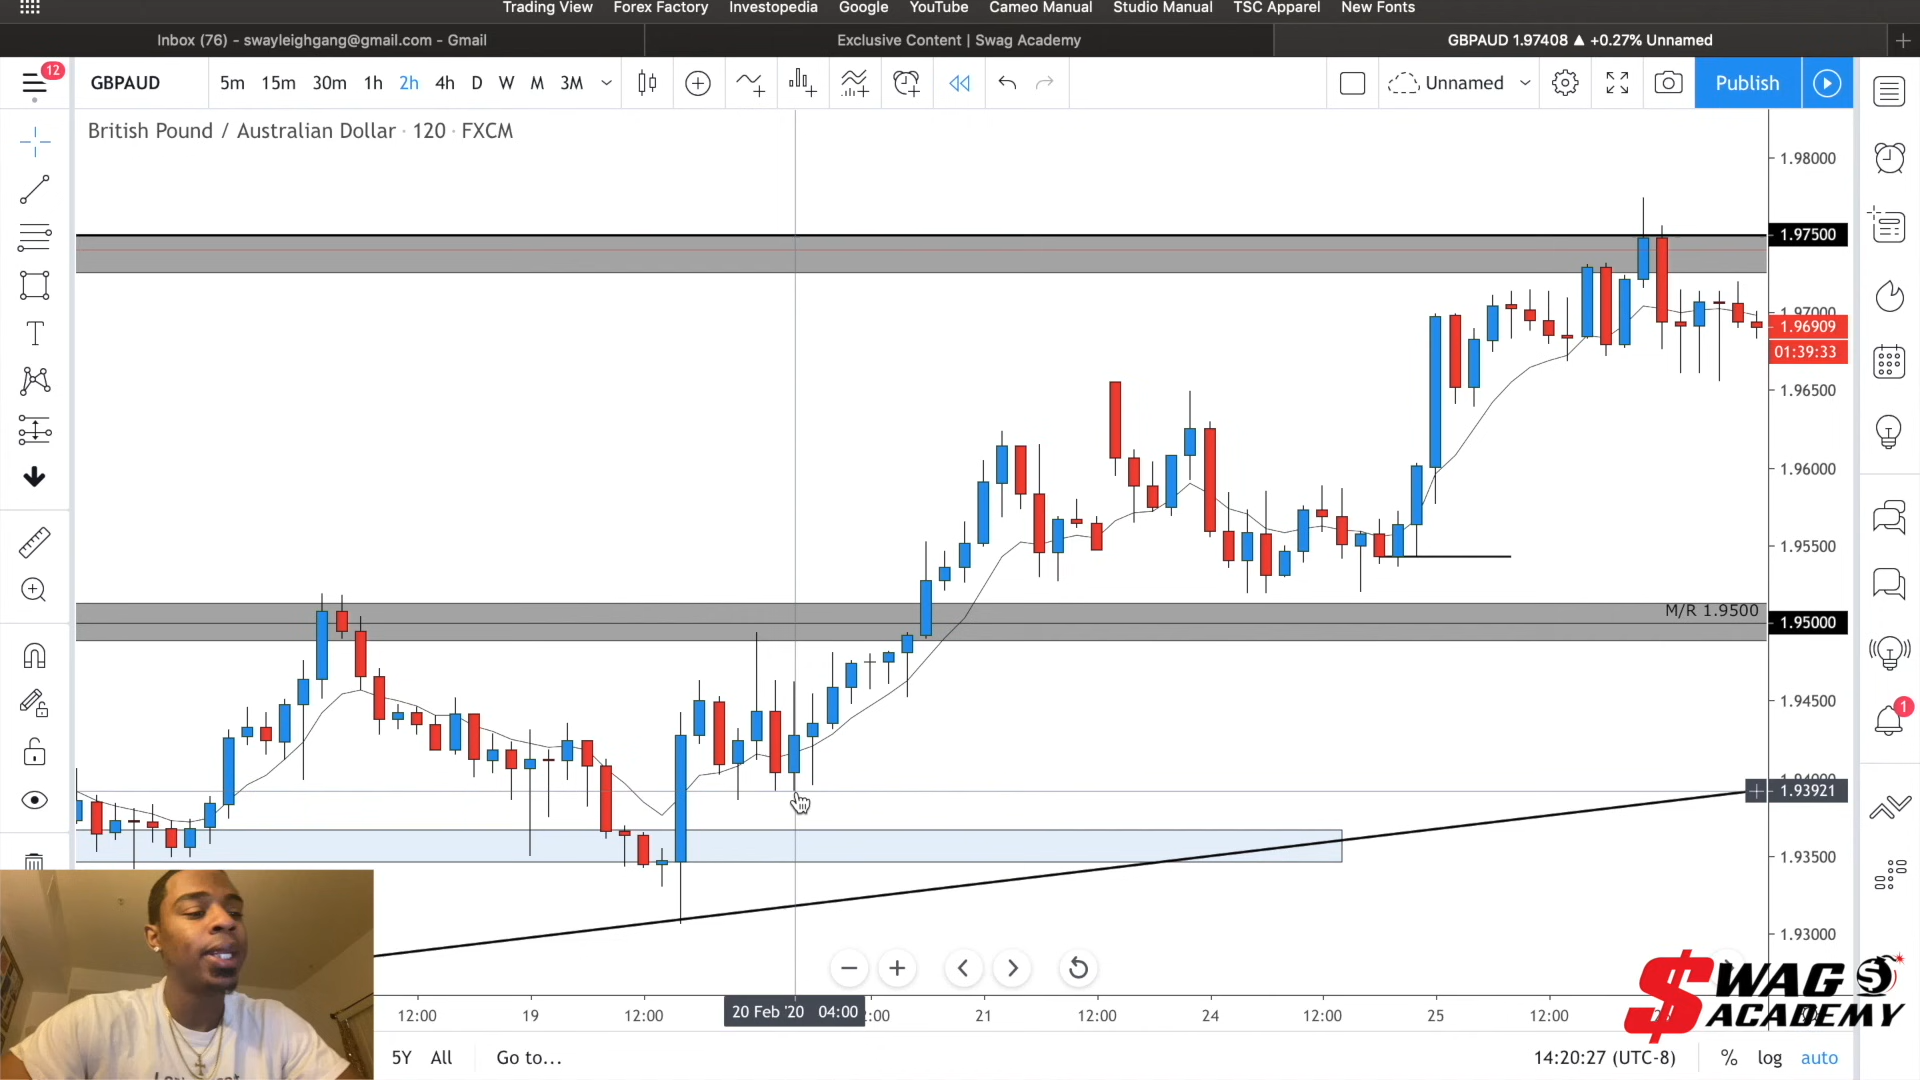 Trading View Forex Factory Investopedia Google YouTube Cameo Manual Studio Manual TSC Apparel New Fonts
Inbox (76) - swayleighgang@gmail.com - Gmail
Exclusive Content | Swag Academy
GBPAUD 1.97408 ▲ +0.27% Unnamed
12
GBPAUD 5m 15m 30m 1h 2h 4h D W M 3M
Unnamed
Publish
British Pound / Australian Dollar · 120 · FXCM
1.98000
1.97500
1.97000
1.96909
01:39:33
1.96500
1.96000
1.95500
M/R 1.9500
1.95000
1.94500
1
1.94000
1.93921
1.93500
1.93000
$WAG
ACADEMY
12:00 19 12:00 20 Feb '20 04:00 21 12:00 24 12:00 25 12:00
5Y All Go to...
14:20:27 (UTC-8) % log auto